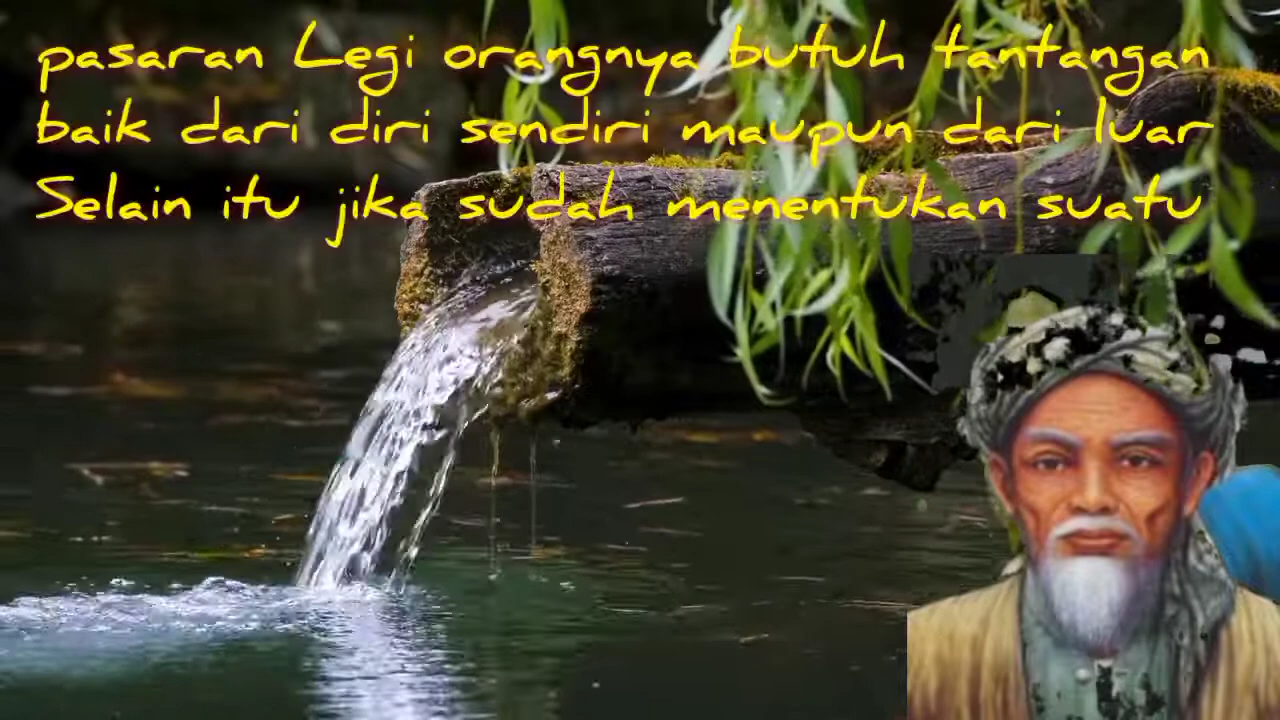 pasaran Legi orangnya butuh tantangan
baik dari diri sendiri maupun dari luar
Selain itu jika sudah menentukan suatu